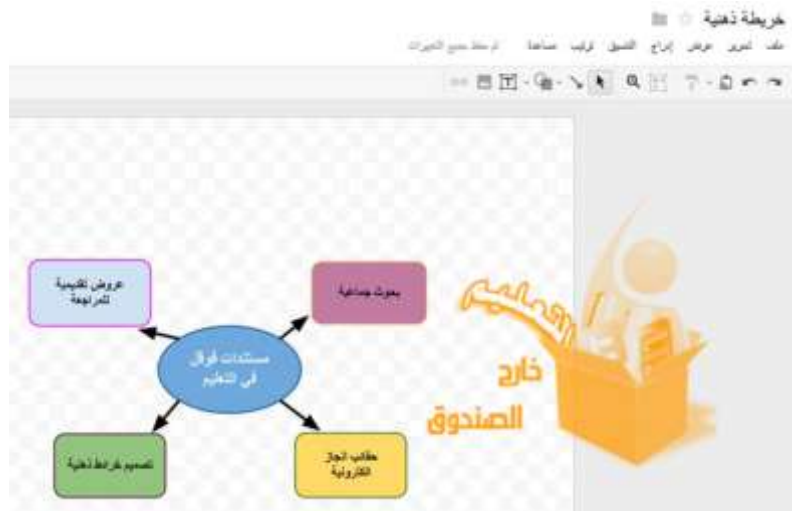 خريطة ذهنية
ملف تحرير عرض إدراج تنسيق ترتيب مساعدة تم حفظ جميع التغييرات
عروض تقديمية
للمراجعة
بحوث جماعية
مستندات قوقل
في التعليم
تصميم خرائط ذهنية
حقائب انجاز
الكترونية
التعليم
خارج
الصندوق